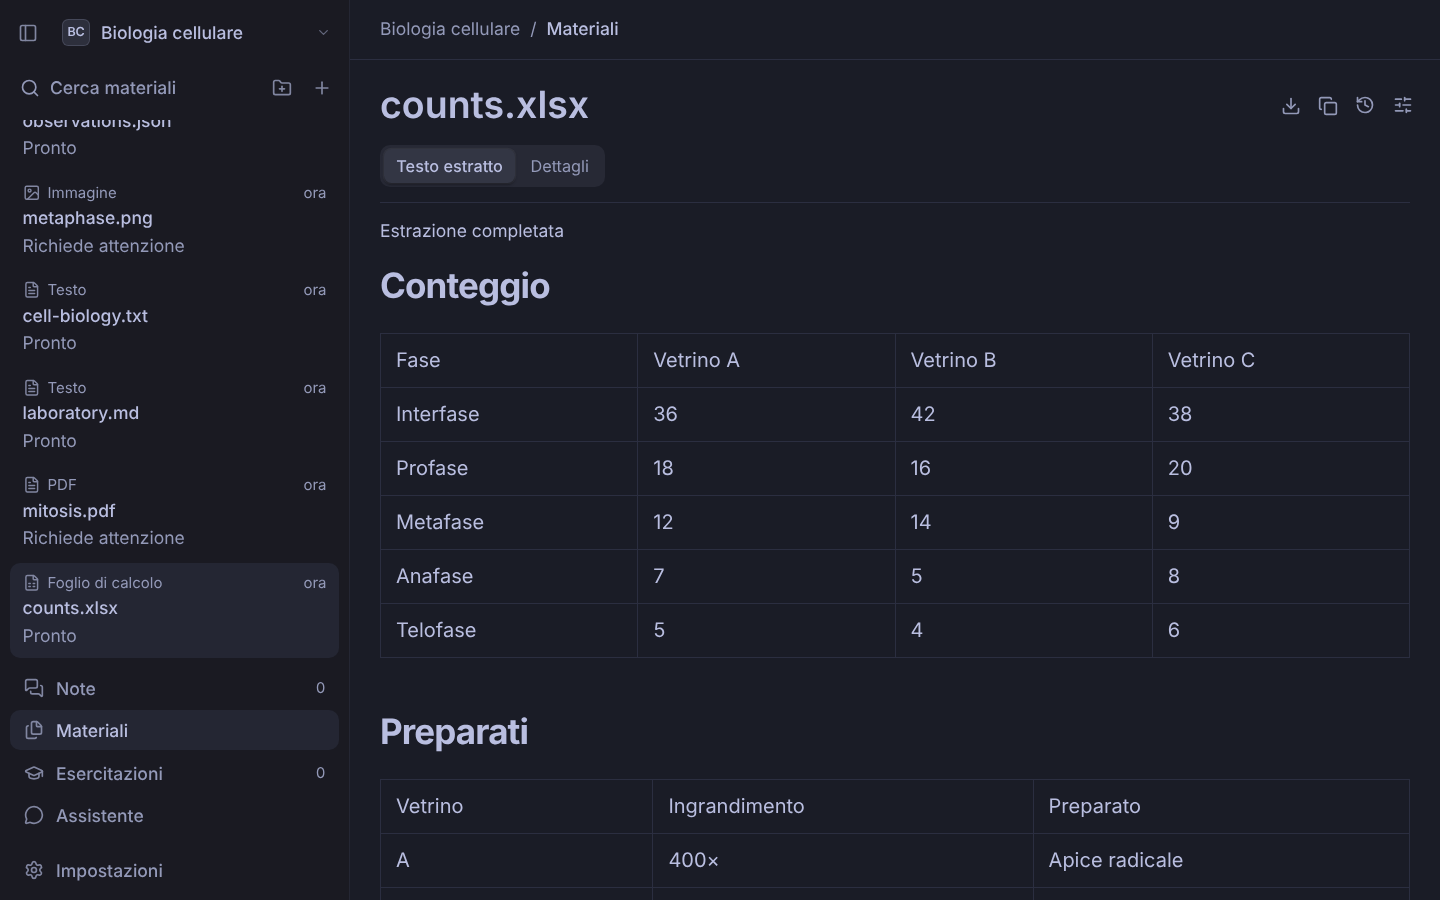 BC
Biologia cellulare
Cerca materiali
observations.json
Pronto
Immagine
ora
metaphase.png
Richiede attenzione
Testo
ora
cell-biology.txt
Pronto
Testo
ora
laboratory.md
Pronto
PDF
ora
mitosis.pdf
Richiede attenzione
Foglio di calcolo
ora
counts.xlsx
Pronto
Note
0
Materiali
Esercitazioni
0
Assistente
Impostazioni
Biologia cellulare / Materiali
counts.xlsx
Testo estratto
Dettagli
Estrazione completata
Conteggio
Fase Vetrino A Vetrino B Vetrino C
Interfase 36 42 38
Profase 18 16 20
Metafase 12 14 9
Anafase 7 5 8
Telofase 5 4 6
Preparati
Vetrino Ingrandimento Preparato
A 400× Apice radicale